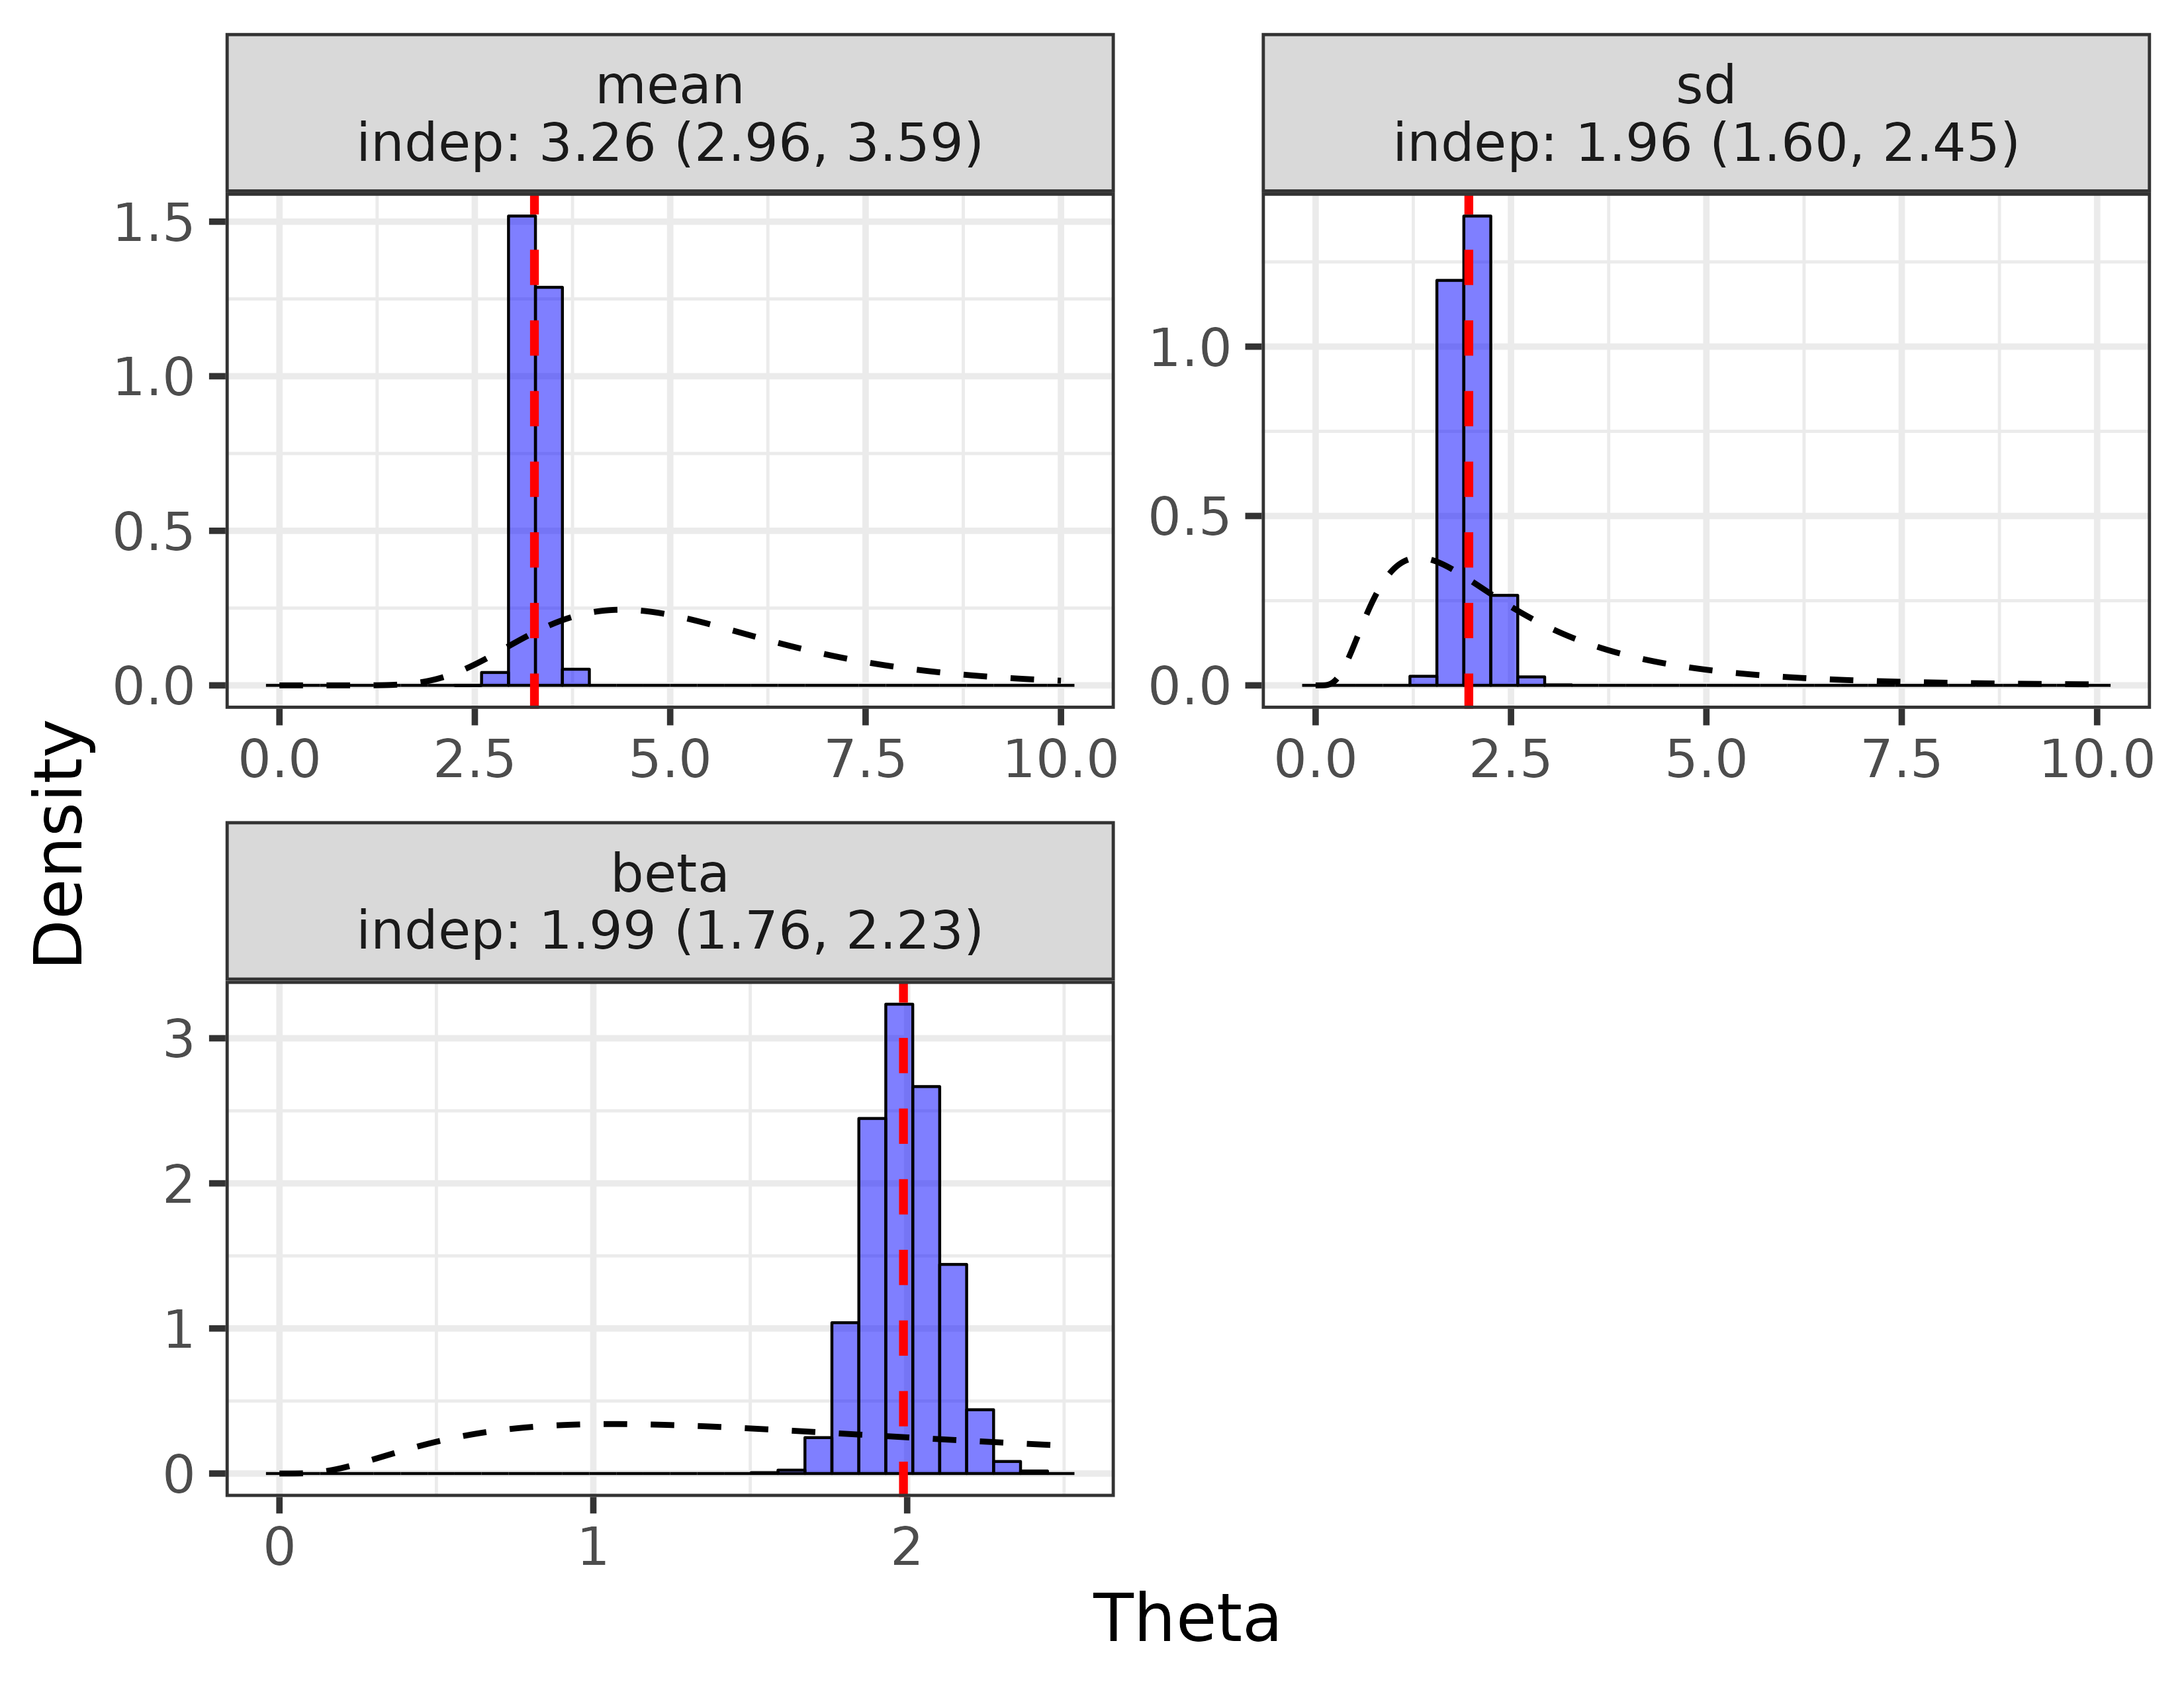 mean
indep: 3.26 (2.96, 3.59)
1.5
1.0
0.5
0.0
0.0 2.5 5.0 7.5 10.0
sd
indep: 1.96 (1.60, 2.45)
1.0
0.5
0.0
0.0 2.5 5.0 7.5 10.0
beta
indep: 1.99 (1.76, 2.23)
3
2
1
0
0 1 2
Density
Theta